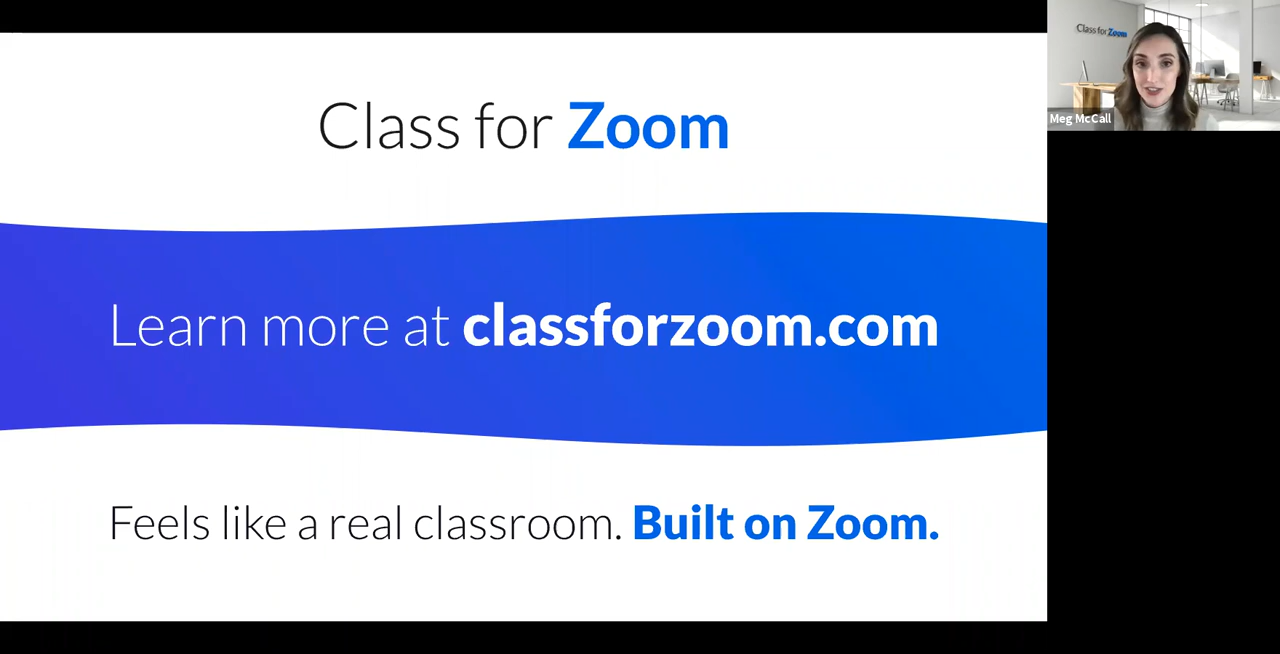 Class for Zoom
Learn more at classforzoom.com
Feels like a real classroom. Built on Zoom.
Class for Zoom
Meg McCall